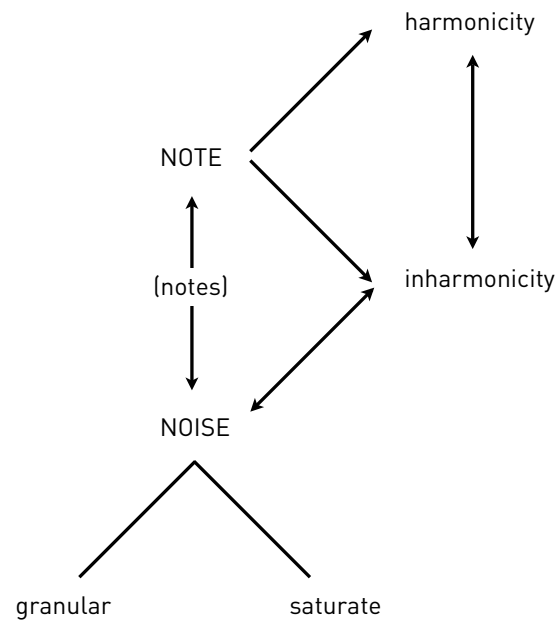 harmonicity
NOTE
(notes)
inharmonicity
NOISE
granular
saturate